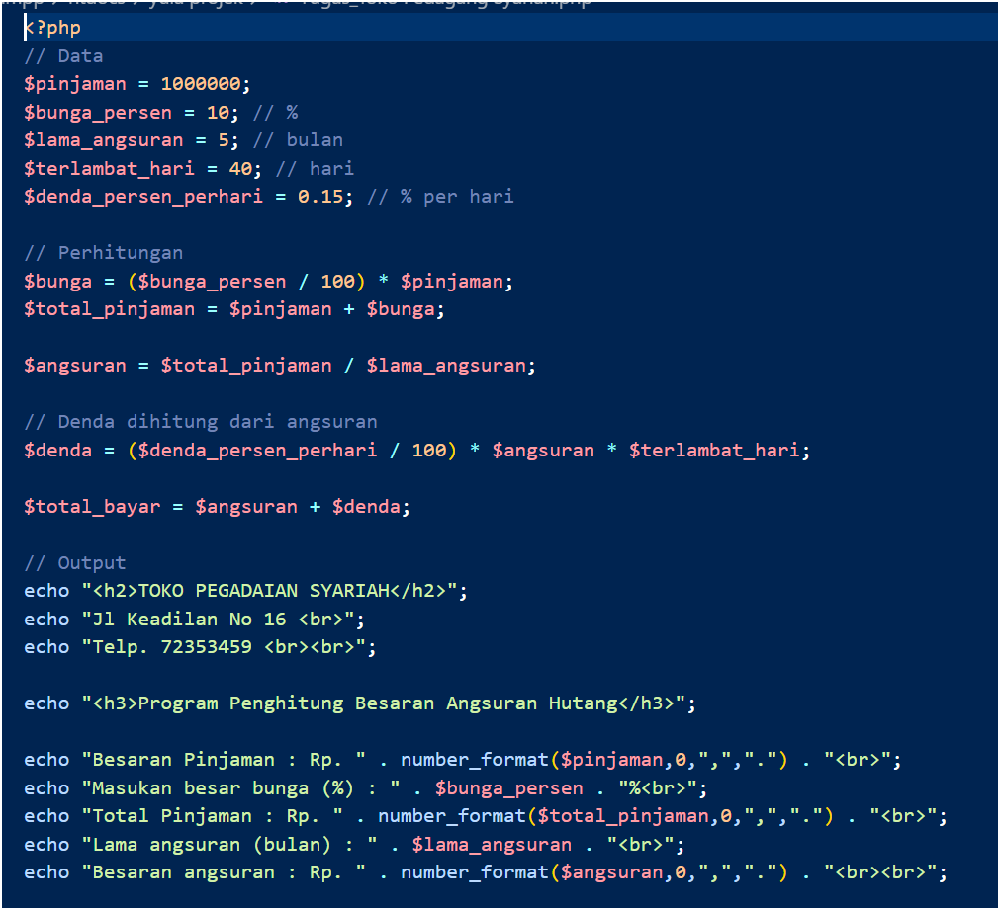 <?php
// Data
$pinjaman = 1000000;
$bunga_persen = 10; // %
$lama_angsuran = 5; // bulan
$terlambat_hari = 40; // hari
$denda_persen_perhari = 0.15; // % per hari
// Perhitungan
$bunga = ($bunga_persen / 100) * $pinjaman;
$total_pinjaman = $pinjaman + $bunga;
$angsuran = $total_pinjaman / $lama_angsuran;
// Denda dihitung dari angsuran
$denda = ($denda_persen_perhari / 100) * $angsuran * $terlambat_hari;
$total_bayar = $angsuran + $denda;
// Output
echo "<h2>TOKO PEGADAIAN SYARIAH</h2>";
echo "Jl Keadilan No 16 <br>";
echo "Telp. 72353459 <br><br>";
echo "<h3>Program Penghitung Besaran Angsuran Hutang</h3>";
echo "Besaran Pinjaman : Rp. " . number_format($pinjaman,0,",",".") . "<br>";
echo "Masukan besar bunga (%) : " . $bunga_persen . "%<br>";
echo "Total Pinjaman : Rp. " . number_format($total_pinjaman,0,",",".") . "<br>";
echo "Lama angsuran (bulan) : " . $lama_angsuran . "<br>";
echo "Besaran angsuran : Rp. " . number_format($angsuran,0,",",".") . "<br><br>";